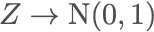 Z → N(0, 1)